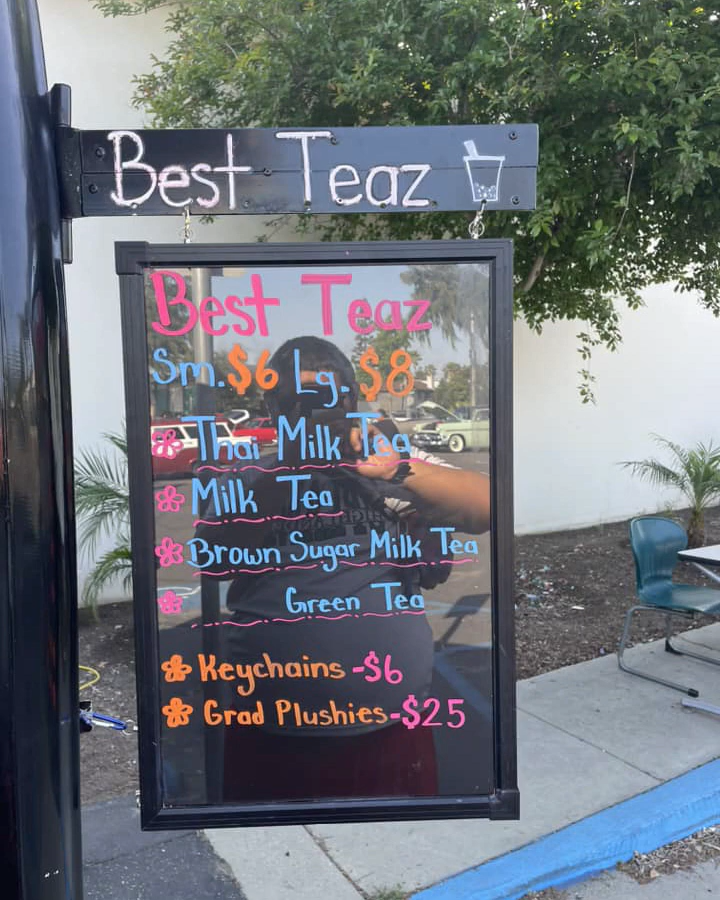 Best Teaz
Best Teaz
Sm. $6 Lg. $8
Thai Milk Tea
Milk Tea
Brown Sugar Milk Tea
Green Tea
Keychains -$6
Grad Plushies-$25